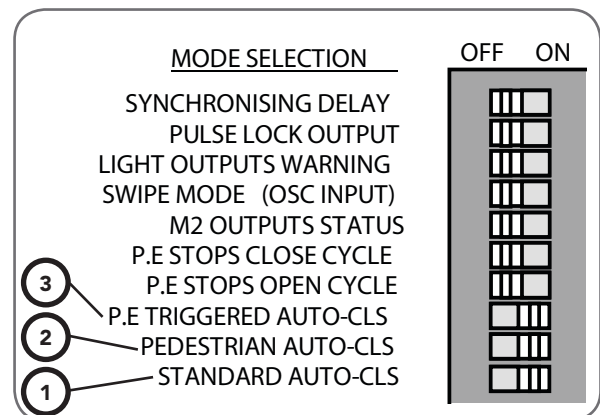 MODE SELECTION OFF ON
SYNCHRONISING DELAY
PULSE LOCK OUTPUT
LIGHT OUTPUTS WARNING
SWIPE MODE (OSC INPUT)
M2 OUTPUTS STATUS
P.E STOPS CLOSE CYCLE
P.E STOPS OPEN CYCLE
3 P.E TRIGGERED AUTO-CLS
2 PEDESTRIAN AUTO-CLS
1 STANDARD AUTO-CLS